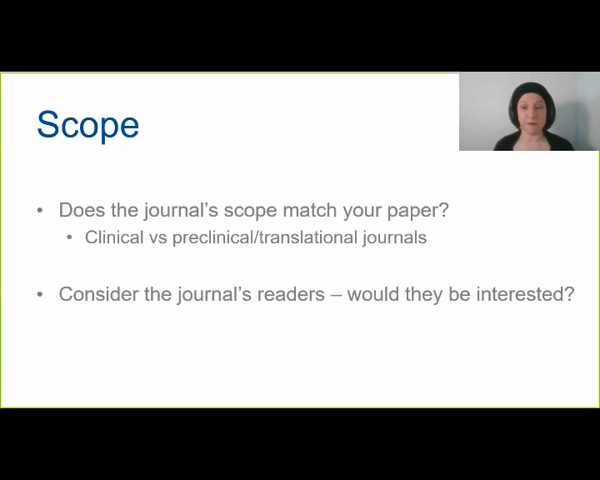 Scope
• Does the journal's scope match your paper?
• Clinical vs preclinical/translational journals
• Consider the journal's readers – would they be interested?